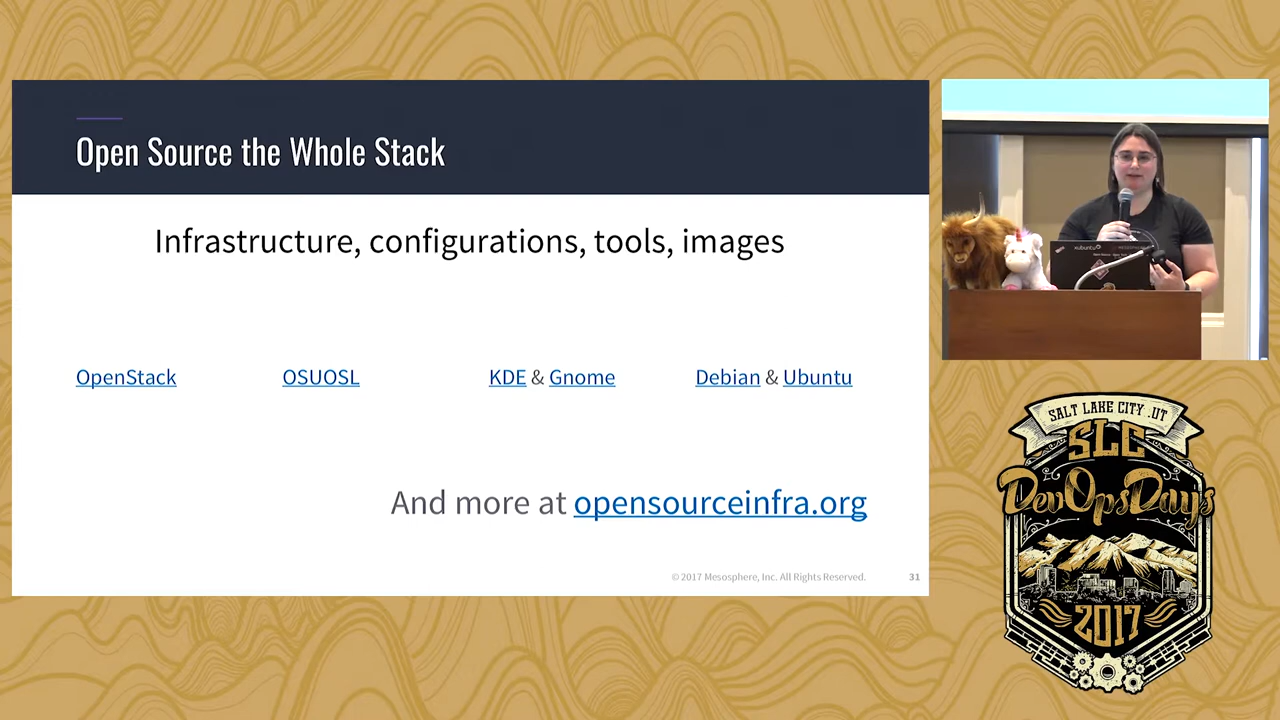 Open Source the Whole Stack
Infrastructure, configurations, tools, images
OpenStack
OSUOSL
KDE & Gnome
Debian & Ubuntu
And more at opensourceinfra.org
© 2017 Mesosphere, Inc. All Rights Reserved.
31
xubuntu
SALT LAKE CITY .UT
SLC
DevOpsDays
2017